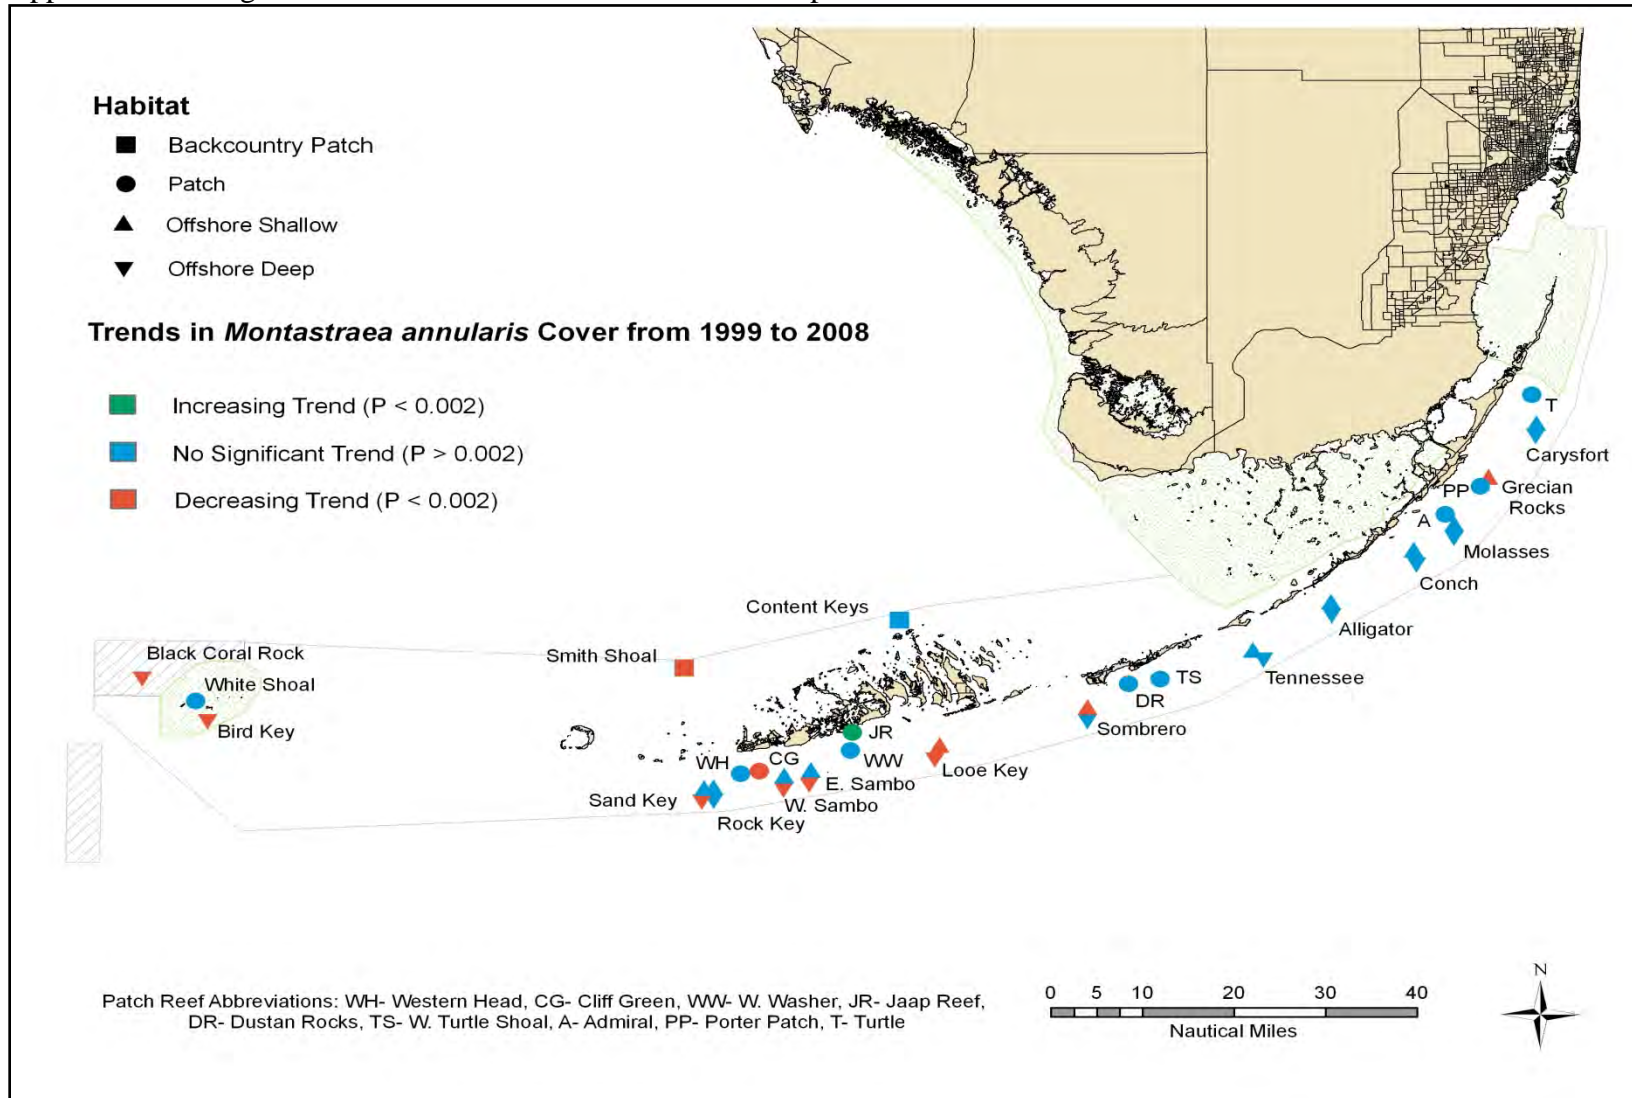 Habitat
Backcountry Patch
Patch
Offshore Shallow
Offshore Deep
Trends in Montastraea annularis Cover from 1999 to 2008
Increasing Trend (P < 0.002)
No Significant Trend (P > 0.002)
Decreasing Trend (P < 0.002)
T
Carysfort
PP
Grecian
Rocks
A
Molasses
Conch
Alligator
Tennessee
TS
DR
Sombrero
Content Keys
Smith Shoal
Black Coral Rock
White Shoal
Bird Key
JR
WW
Looe Key
CG
WH
E. Sambo
W. Sambo
Sand Key
Rock Key
Patch Reef Abbreviations: WH- Western Head, CG- Cliff Green, WW- W. Washer, JR- Jaap Reef,
DR- Dustan Rocks, TS- W. Turtle Shoal, A- Admiral, PP- Porter Patch, T- Turtle
0 5 10 20 30 40
Nautical Miles
N